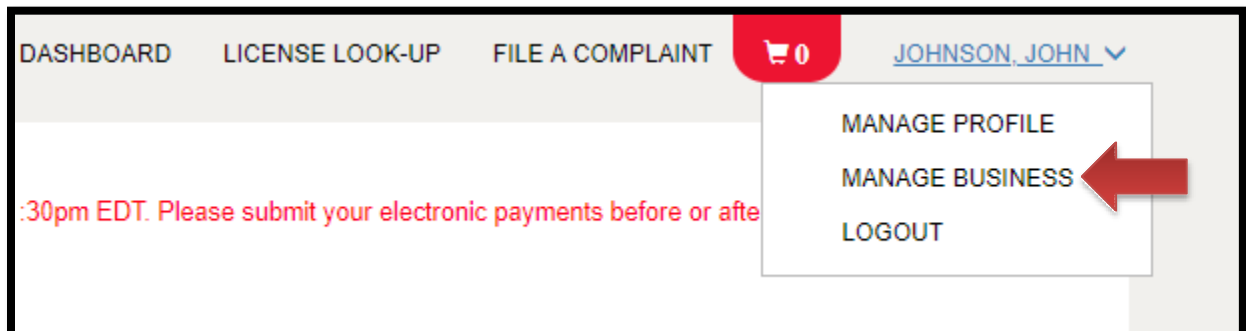 DASHBOARD LICENSE LOOK-UP FILE A COMPLAINT 0 JOHNSON, JOHN
MANAGE PROFILE
MANAGE BUSINESS
:30pm EDT. Please submit your electronic payments before or afte
LOGOUT